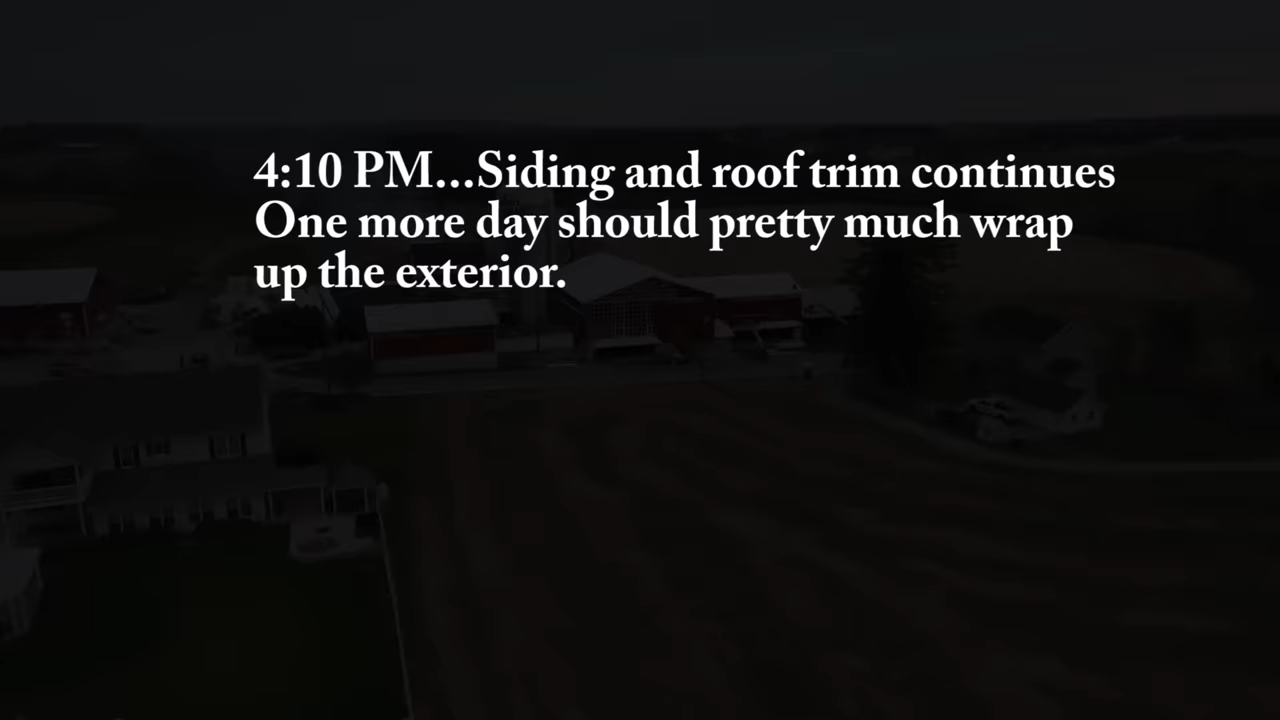 4:10 PM...Siding and roof trim continues
One more day should pretty much wrap
up the exterior.